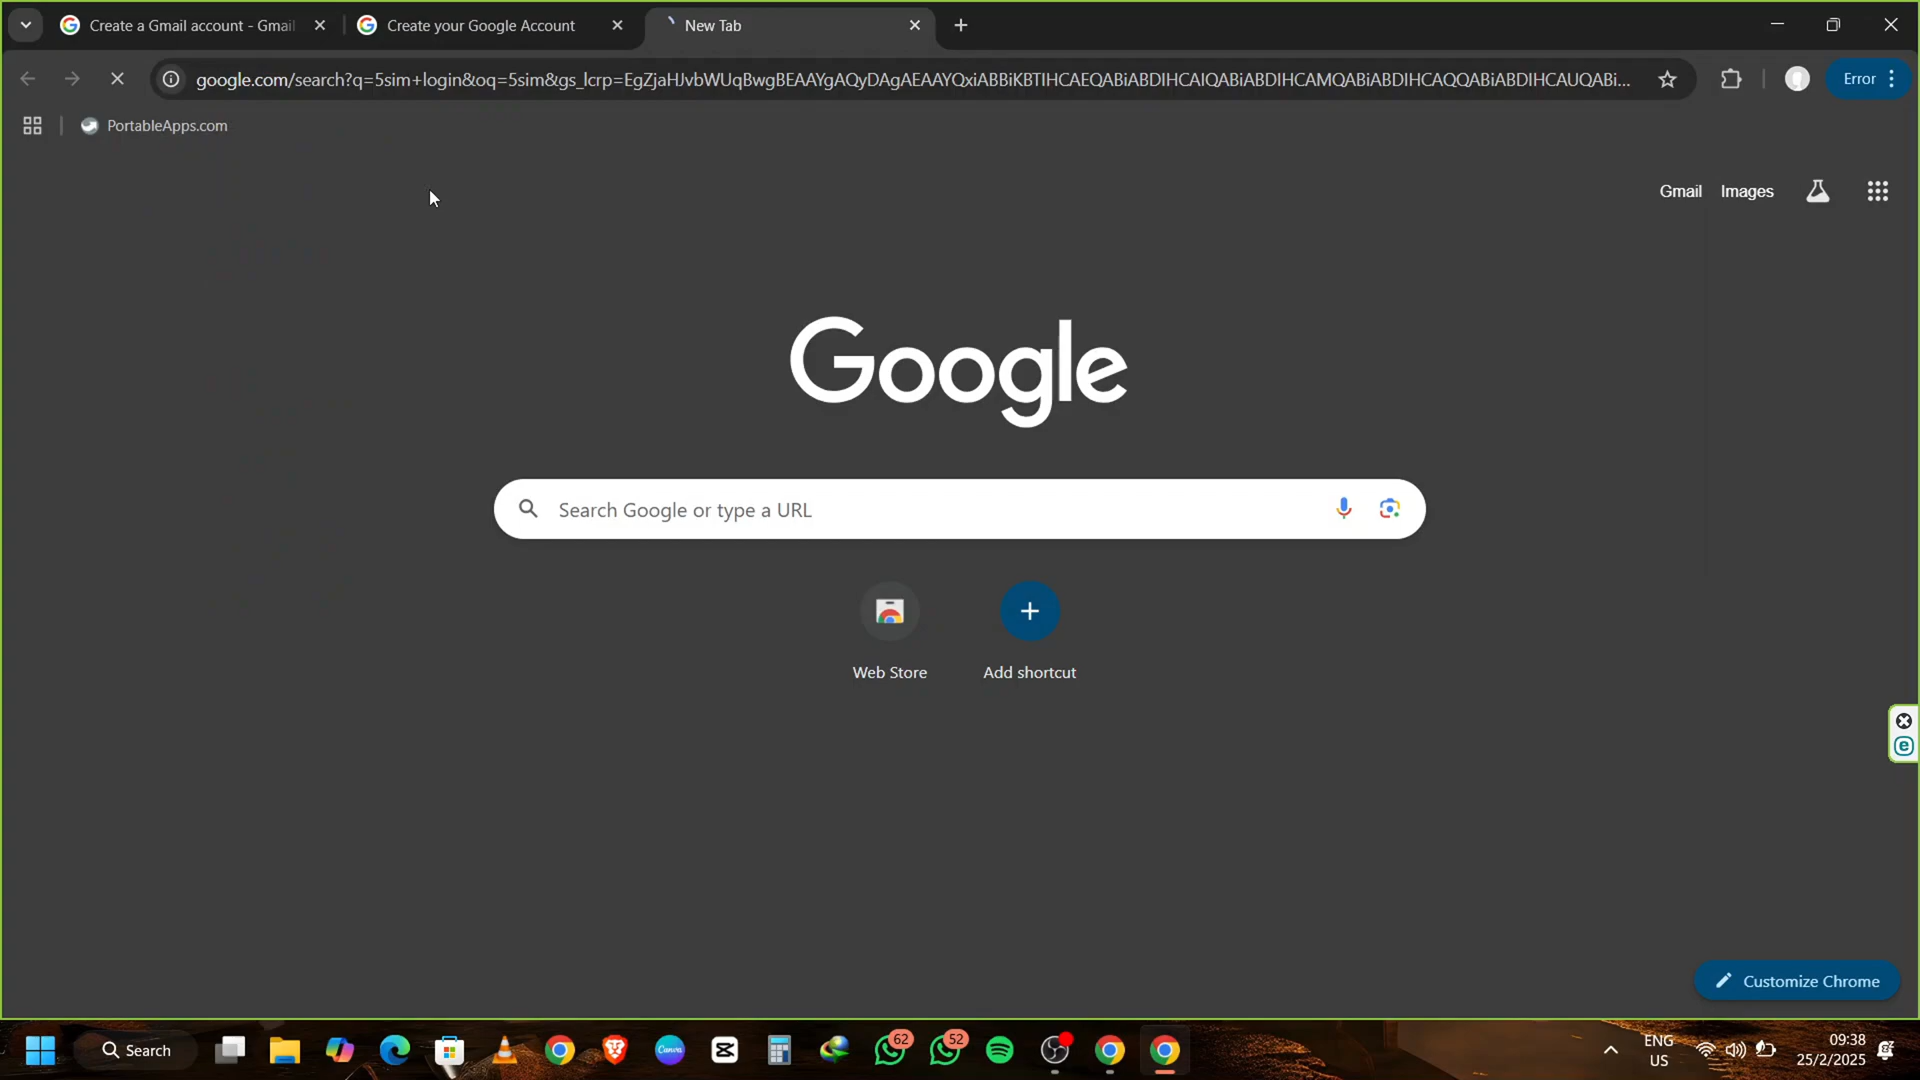 Create a Gmail account - Gmail
Create your Google Account
New Tab
google.com/search?q=5sim+login&oq=5sim&gs_lcrp=EgZjaHJvbWUqBwgBEAAYgAQyDAgAEAAYQxiABBiKBTIHCAEQABiABDIHCAIQABiABDIHCAMQABiABDIHCAQQABiABDIHCAUQABi...
Error
PortableApps.com
Gmail
Images
Google
Search Google or type a URL
Web Store
Add shortcut
Customize Chrome
Search
Canva
62
52
ENG
US
09:38
25/2/2025